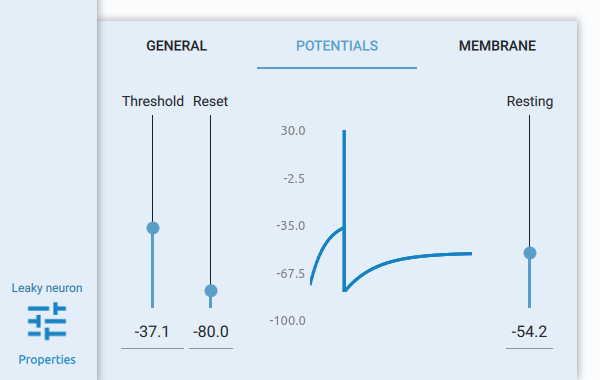 GENERAL POTENTIALS MEMBRANE
Threshold Reset Resting
30.0
-2.5
-35.0
-67.5
-100.0
-37.1 -80.0 -54.2
Leaky neuron
Properties